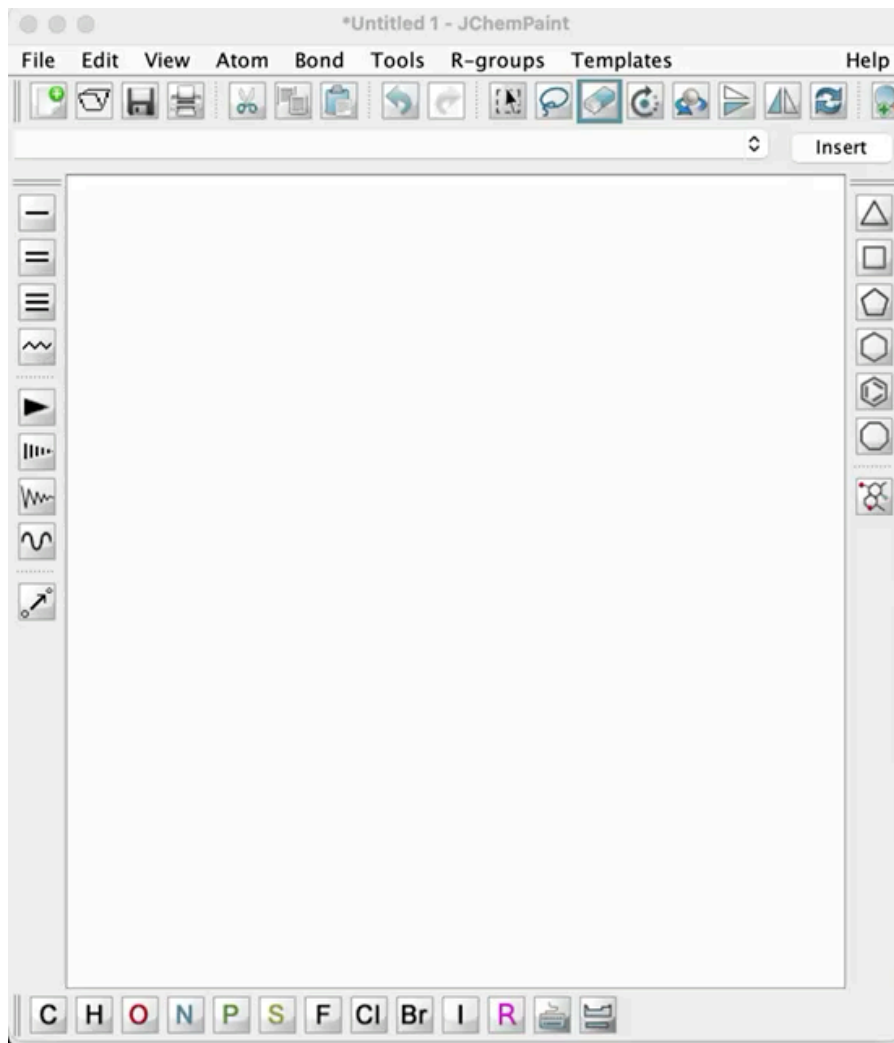 *Untitled 1 - JChemPaint
File Edit View Atom Bond Tools R-groups Templates Help
Insert
C H O N P S F Cl Br I R